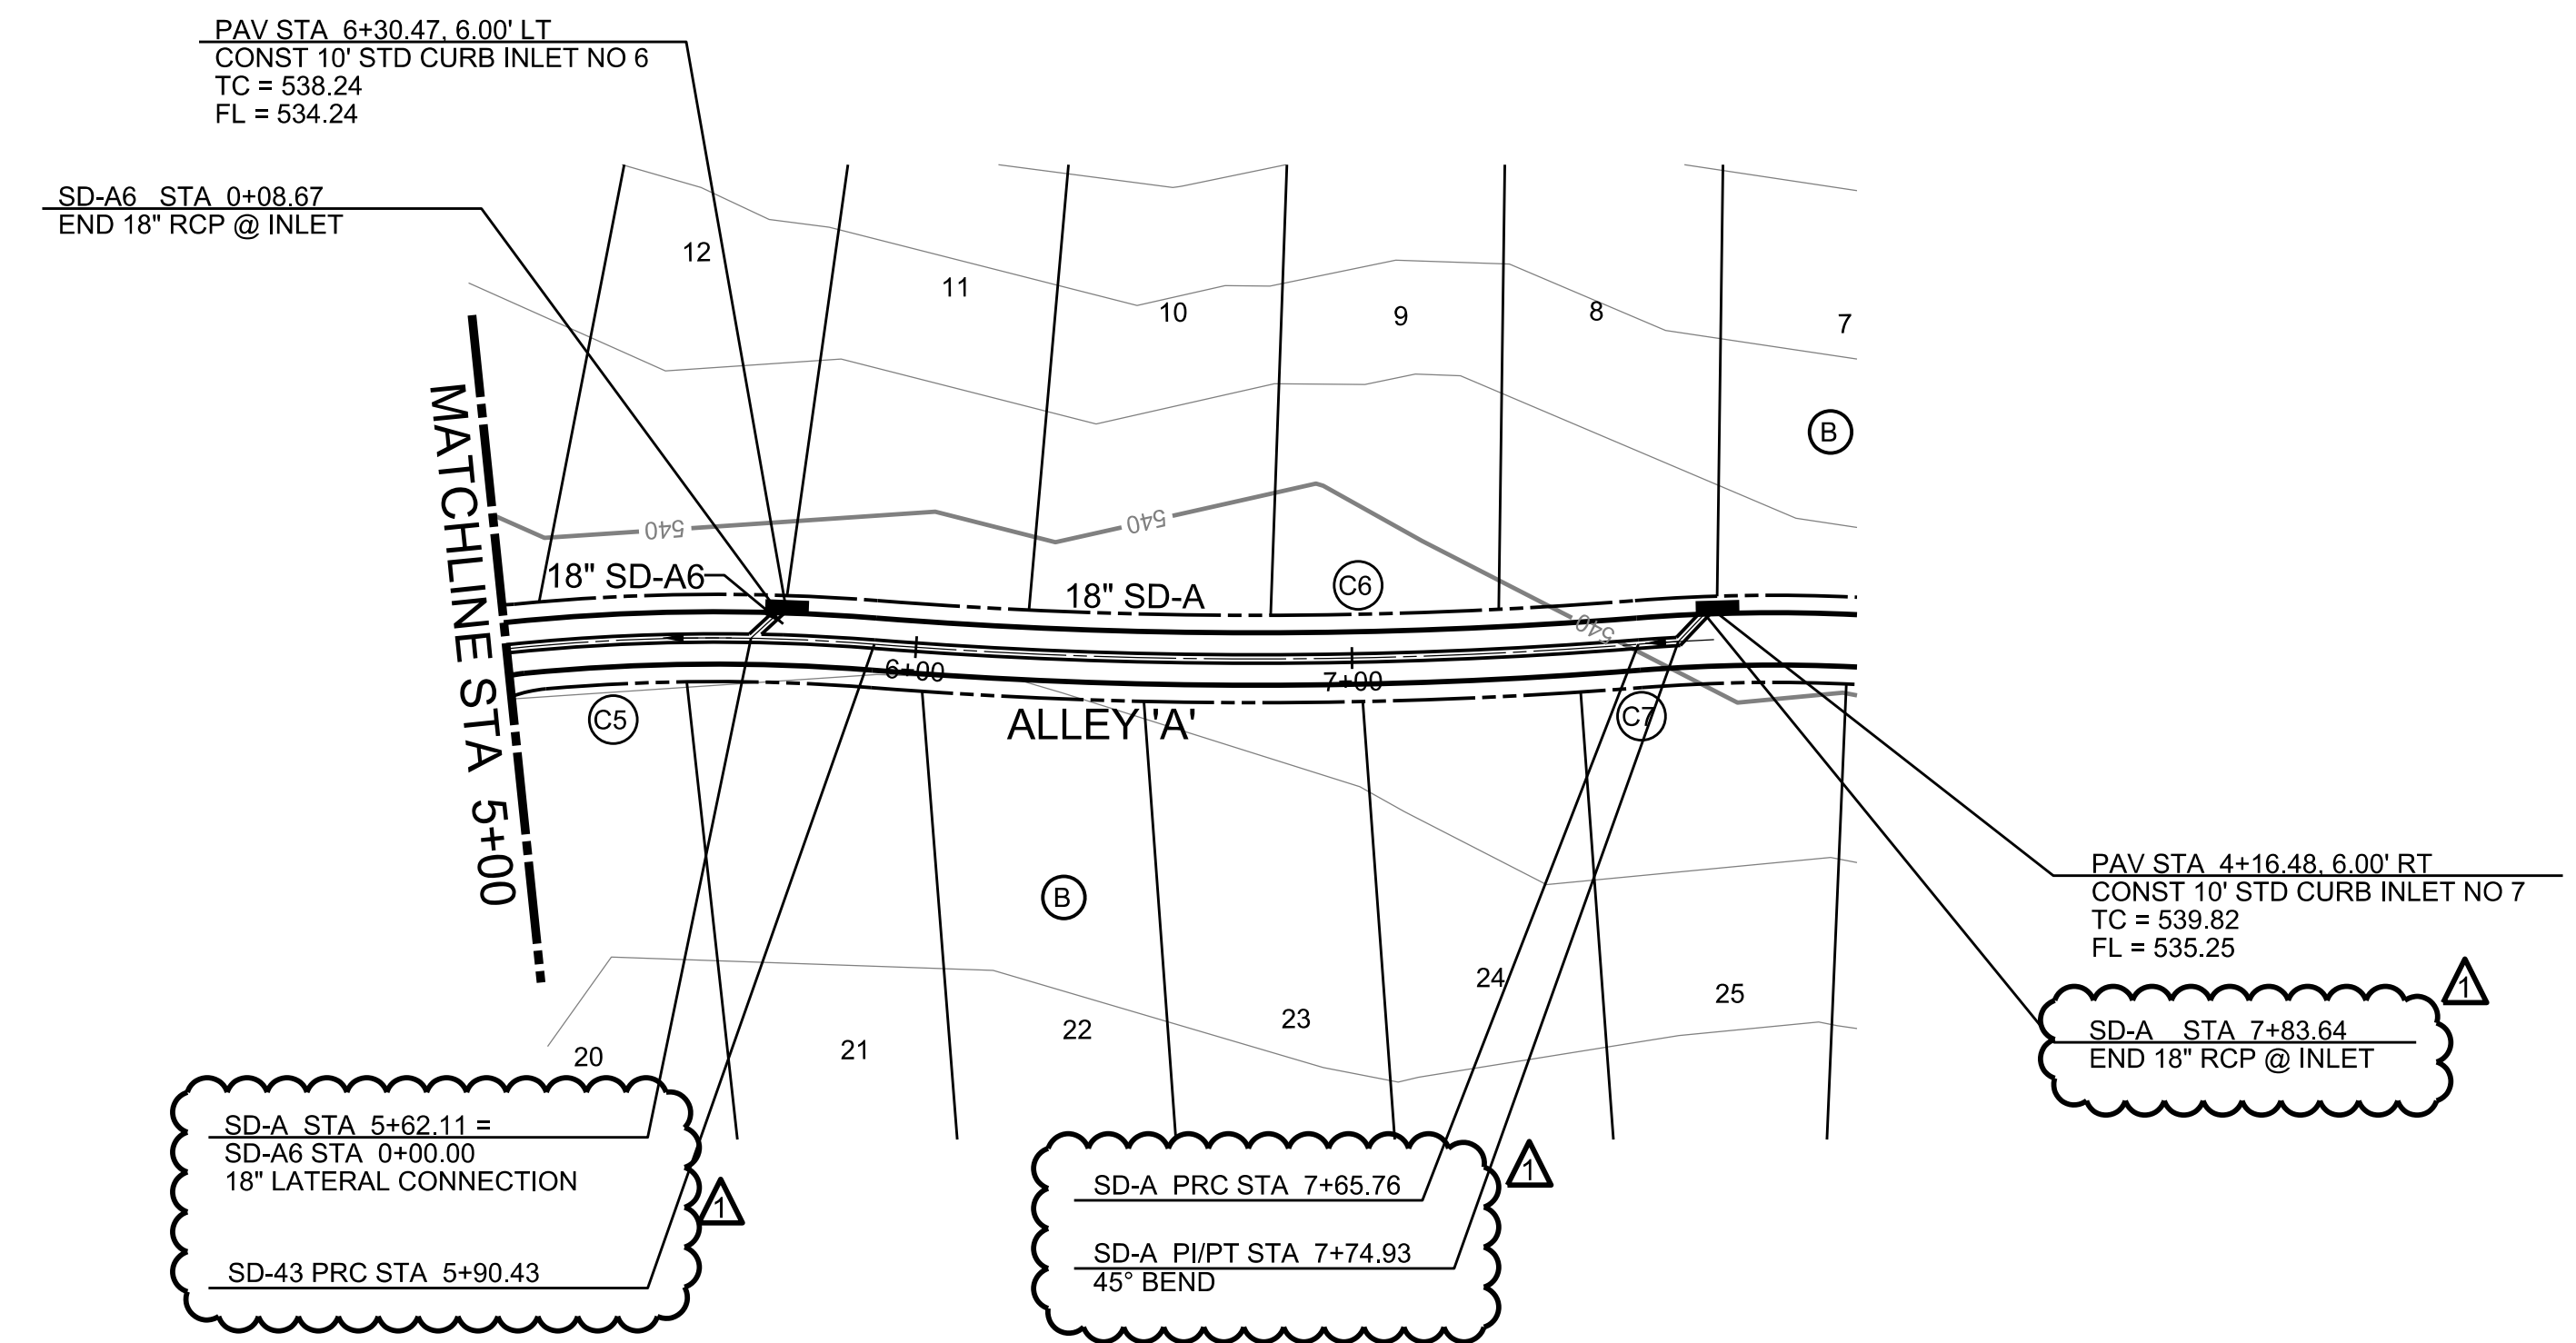 PAV STA 6+30.47, 6.00' LT
CONST 10' STD CURB INLET NO 6
TC = 538.24
FL = 534.24
SD-A6 STA 0+08.67
END 18" RCP @ INLET
12
11
10
9
8
7
B
MATCHLINE STA 5+00
540
540
540
18" SD-A6
18" SD-A
C6
6+00
7+00
C5
ALLEY 'A'
C7
B
20
21
22
23
24
25
PAV STA 4+16.48, 6.00' RT
CONST 10' STD CURB INLET NO 7
TC = 539.82
FL = 535.25
1
SD-A STA 7+83.64
END 18" RCP @ INLET
SD-A STA 5+62.11 =
SD-A6 STA 0+00.00
18" LATERAL CONNECTION
1
SD-43 PRC STA 5+90.43
1
SD-A PRC STA 7+65.76
SD-A PI/PT STA 7+74.93
45° BEND